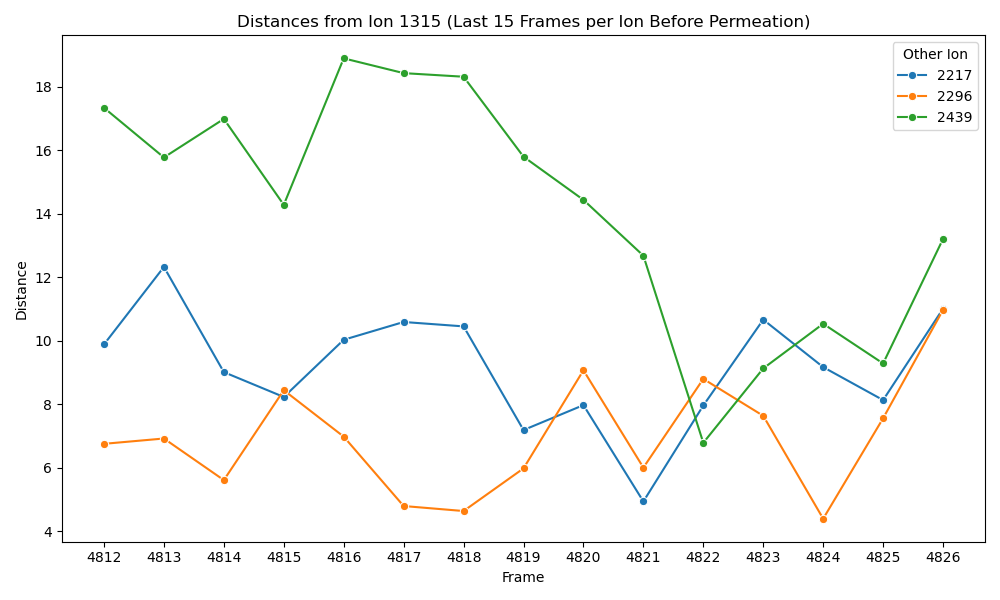 Distances from Ion 1315 (Last 15 Frames per Ion Before Permeation)
Other Ion
2217
2296
2439
Distance
18
16
14
12
10
8
6
4
4812 4813 4814 4815 4816 4817 4818 4819 4820 4821 4822 4823 4824 4825 4826
Frame